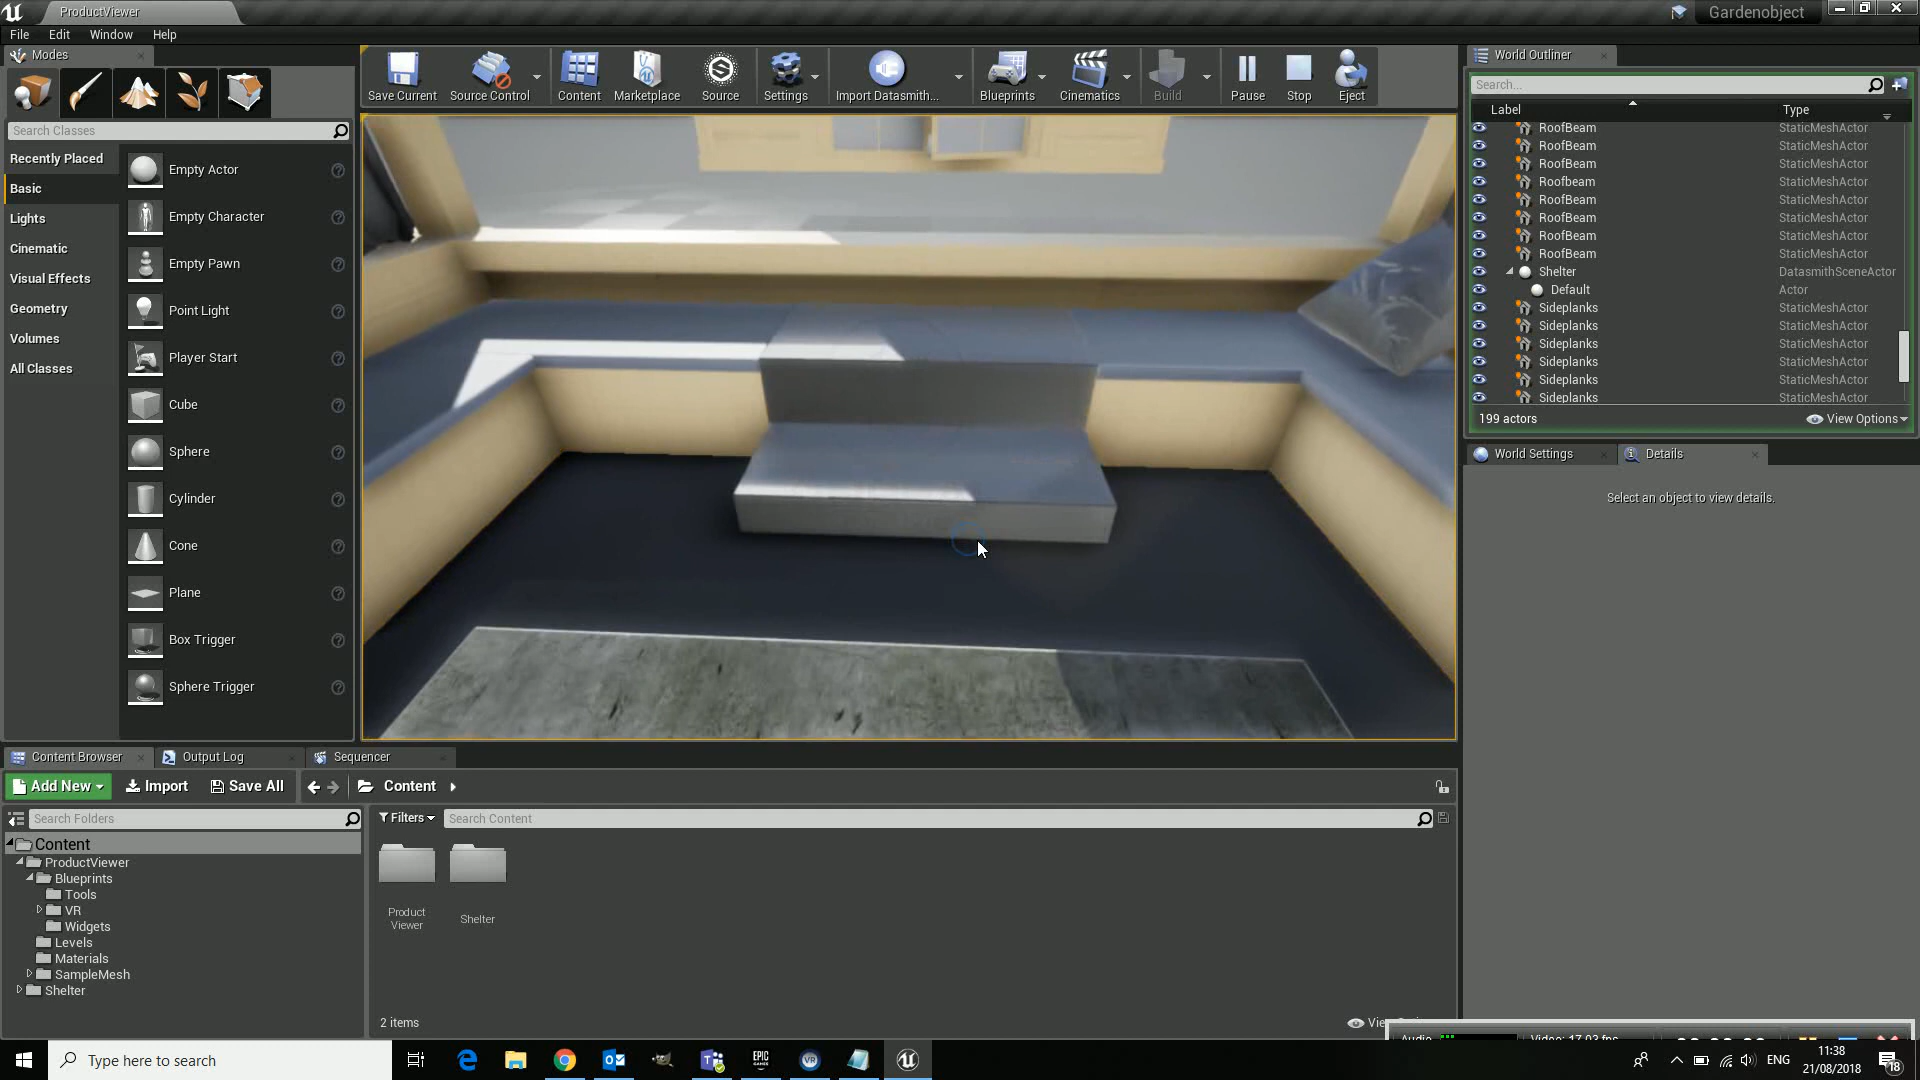 ProductViewer
Gardenobject
File Edit Window Help
Modes
Save Current
Source Control
Content
Marketplace
Source
Settings
Import Datasmith...
Blueprints
Cinematics
Build
Pause
Stop
Eject
Search Classes
Recently Placed
Basic
Lights
Cinematic
Visual Effects
Geometry
Volumes
All Classes
Empty Actor
Empty Character
Empty Pawn
Point Light
Player Start
Cube
Sphere
Cylinder
Cone
Plane
Box Trigger
Sphere Trigger
World Outliner
Search...
Label Type
RoofBeam StaticMeshActor
RoofBeam StaticMeshActor
RoofBeam StaticMeshActor
Roofbeam StaticMeshActor
RoofBeam StaticMeshActor
RoofBeam StaticMeshActor
RoofBeam StaticMeshActor
RoofBeam StaticMeshActor
Shelter DatasmithSceneActor
Default Actor
Sideplanks StaticMeshActor
Sideplanks StaticMeshActor
Sideplanks StaticMeshActor
Sideplanks StaticMeshActor
Sideplanks StaticMeshActor
Sideplanks StaticMeshActor
199 actors
View Options
World Settings
Details
Select an object to view details.
Content Browser
Output Log
Sequencer
Add New
Import
Save All
Content
Search Folders
Filters
Search Content
Content
ProductViewer
Blueprints
Tools
VR
Widgets
Levels
Materials
SampleMesh
Shelter
Product
Viewer
Shelter
2 items
Type here to search
EPIC
GAMES
VR
ENG
11:38
21/08/2018
18